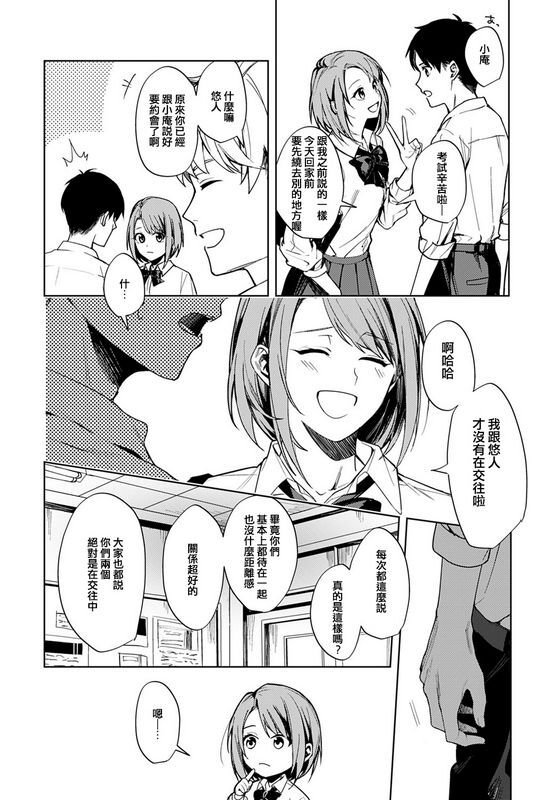 あ、
小庵
考試辛苦啦—
跟我之前說的一樣
今天回家前
要先繞去別的地方喔
什麼嘛
悠人
原來你已經
跟小庵說好
要約會了啊
什⋯
啊哈哈
我跟悠人
才沒有在交往啦
每次都這麼說
真的是這樣嗎？
畢竟你們
基本上都待在一起
也沒什麼距離感
關係超好的
大家也都說
你們兩個
絕對是在交往中
嗯⋯